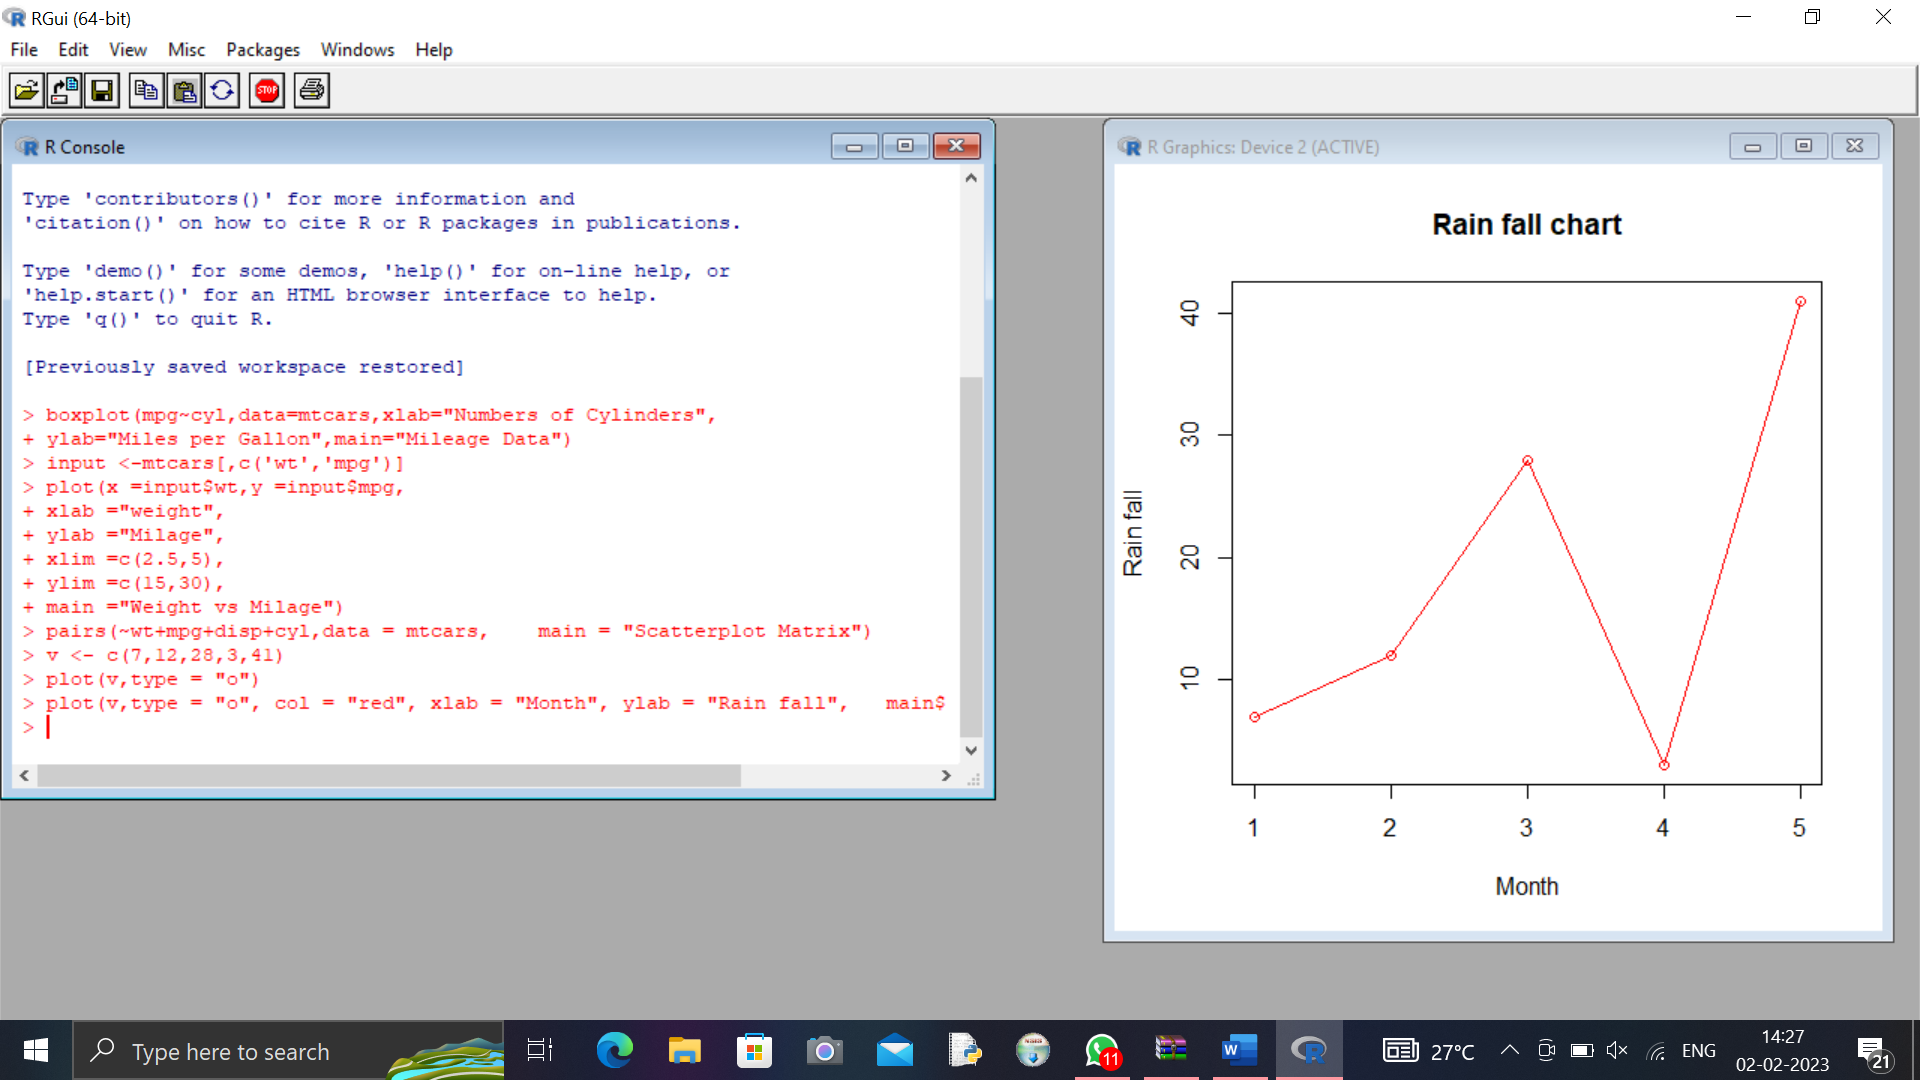 RGui (64-bit)
File Edit View Misc Packages Windows Help
STOP
R Console
Type 'contributors()' for more information and
'citation()' on how to cite R or R packages in publications.
Type 'demo()' for some demos, 'help()' for on-line help, or
'help.start()' for an HTML browser interface to help.
Type 'q()' to quit R.
[Previously saved workspace restored]
> boxplot(mpg~cyl,data=mtcars,xlab="Numbers of Cylinders",
+ ylab="Miles per Gallon",main="Mileage Data")
> input <-mtcars[,c('wt','mpg')]
> plot(x =input$wt,y =input$mpg,
+ xlab ="weight",
+ ylab ="Milage",
+ xlim =c(2.5,5),
+ ylim =c(15,30),
+ main ="Weight vs Milage")
> pairs(~wt+mpg+disp+cyl,data = mtcars,    main = "Scatterplot Matrix")
> v <- c(7,12,28,3,41)
> plot(v,type = "o")
> plot(v,type = "o", col = "red", xlab = "Month", ylab = "Rain fall",   main$
>
R Graphics: Device 2 (ACTIVE)
Rain fall chart
Rain fall
40
30
20
10
1 2 3 4 5
Month
Type here to search
11
W
R
27°C
ENG
14:27
02-02-2023
21